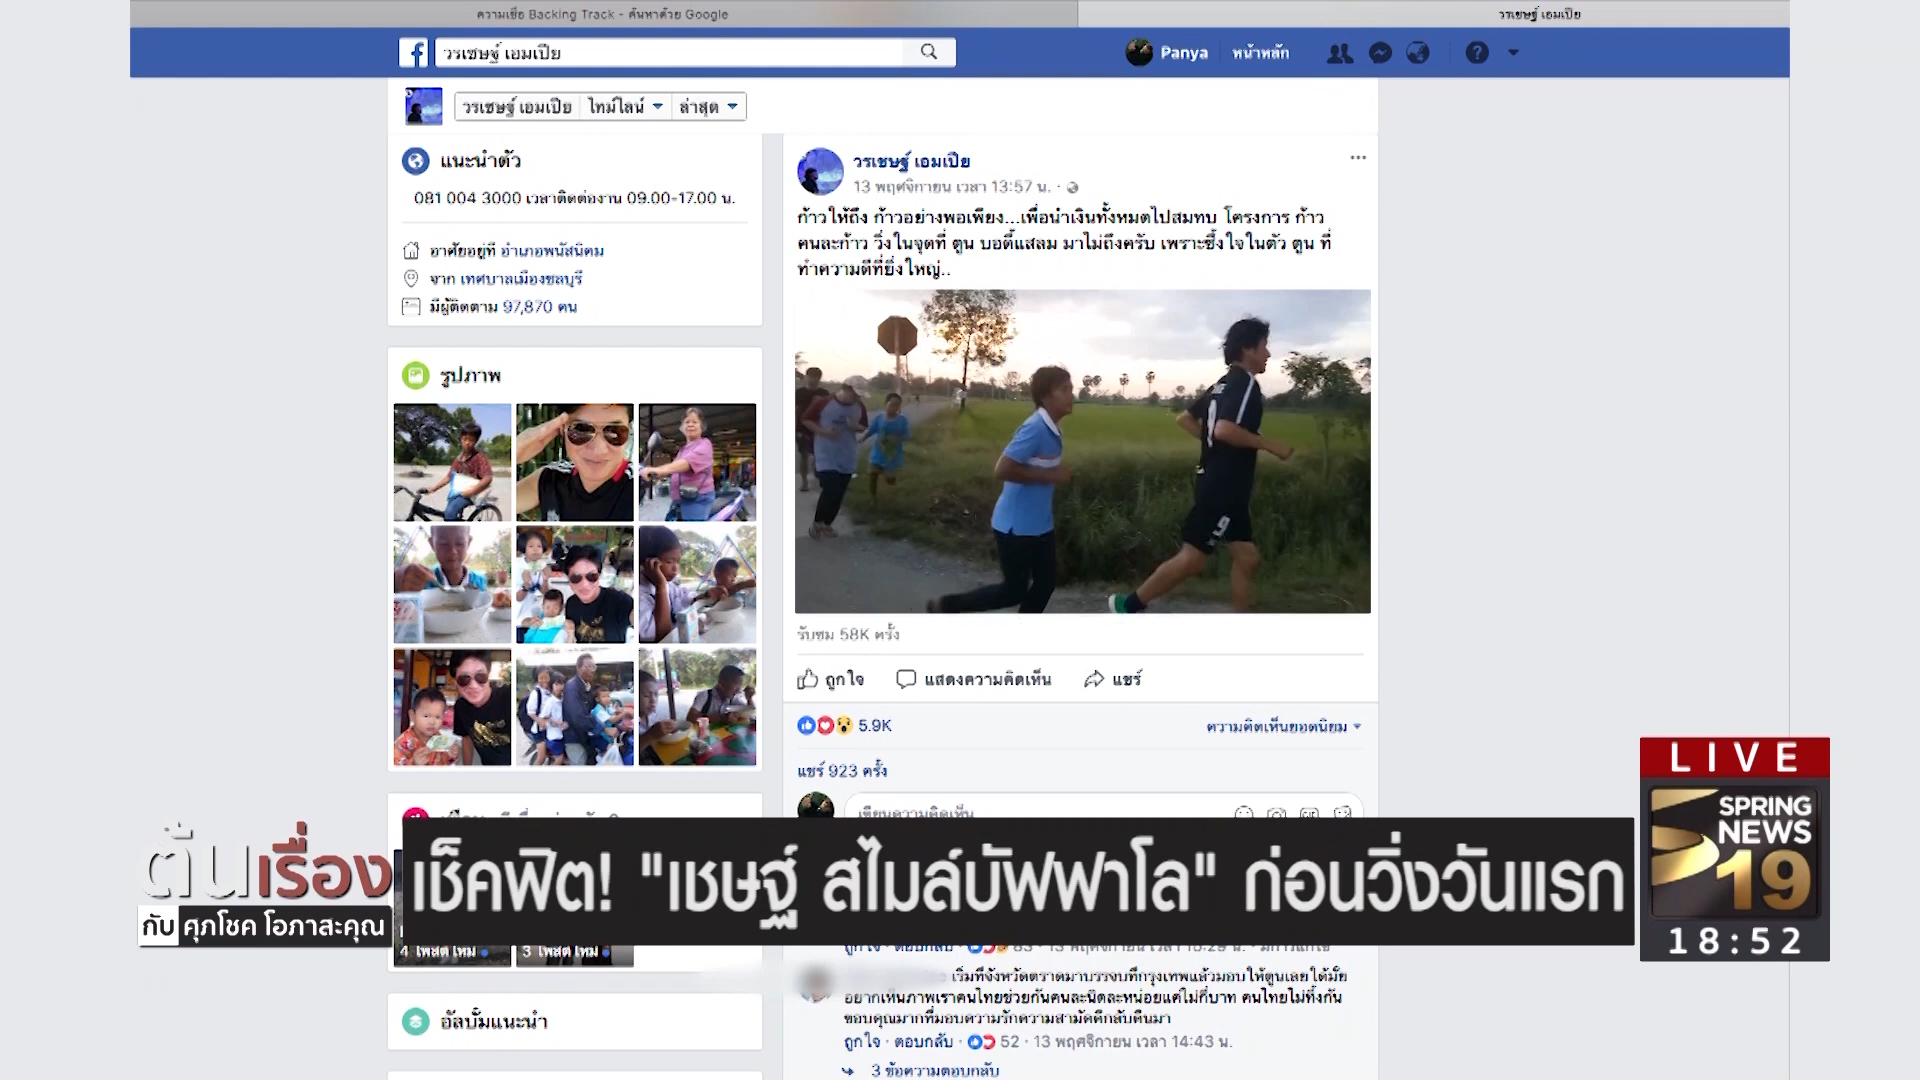 ความเชื่อ Backing Track - ค้นหาด้วย Google
วรเชษฐ์ เอมเปีย
วรเชษฐ์ เอมเปีย
Panya
หน้าหลัก
วรเชษฐ์ เอมเปีย ไทม์ไลน์ ล่าสุด
แนะนำตัว
081 004 3000 เวลาติดต่องาน 09.00-17.00 น.
อาศัยอยู่ที่ อำเภอพนัสนิคม
จาก เทศบาลเมืองชลบุรี
มีผู้ติดตาม 97,870 คน
รูปภาพ
วรเชษฐ์ เอมเปีย
13 พฤศจิกายน เวลา 13:57 น.
ก้าวให้ถึง ก้าวอย่างพอเพียง...เพื่อนำเงินทั้งหมดไปสมทบ โครงการ ก้าว
คนละก้าว วิ่งในจุดที่ ตูน บอดี้แสลม มาไม่ถึงครับ เพราะซึ้งใจในตัว ตูน ที่
ทำความดีที่ยิ่งใหญ่..
9
รับชม 58K ครั้ง
ถูกใจ แสดงความคิดเห็น แชร์
5.9K
ความคิดเห็นยอดนิยม
แชร์ 923 ครั้ง
เขียนความคิดเห็น
LIVE
SPRING
NEWS
19
18:52
ต้นเรื่อง
กับ ศุภโชค โอภาสะคุณ
เช็คฟิต! "เชษฐ์ สไมล์บัฟฟาโล" ก่อนวิ่งวันแรก
4 โพสต์ใหม่
3 โพสต์ใหม่
ถูกใจ · ตอบกลับ · 83 · 13 พฤศจิกายน เวลา 16:29 น. · มีการแก้ไข
เริ่มที่จังหวัดตราดมาบรรจบที่กรุงเทพแล้วมอบให้ตูนเลยได้มั้ย
อยากเห็นภาพเราคนไทยช่วยกันคนละนิดละหน่อยแค่ไม่กี่บาท คนไทยไม่ทิ้งกัน
ขอบคุณมากที่มอบความรักความสามัคคีกลับคืนมา
ถูกใจ · ตอบกลับ · 52 · 13 พฤศจิกายน เวลา 14:43 น.
3 ข้อความตอบกลับ
อัลบั้มแนะนำ